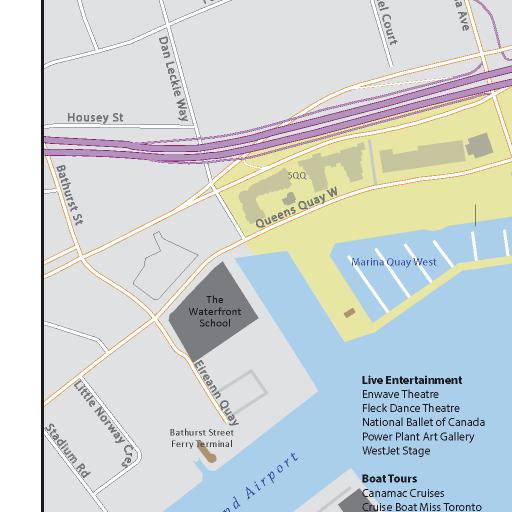 el Court
na Ave
Dan Leckie Way
Housey St
Bathurst St
5QQ
Queens Quay W
Marina Quay West
The
Waterfront
School
Eireann Quay
Little Norway Cres
Stadium Rd
Bathurst Street
Ferry Terminal
nd Airport
Live Entertainment
Enwave Theatre
Fleck Dance Theatre
National Ballet of Canada
Power Plant Art Gallery
WestJet Stage
Boat Tours
Canamac Cruises
Cruise Boat Miss Toronto